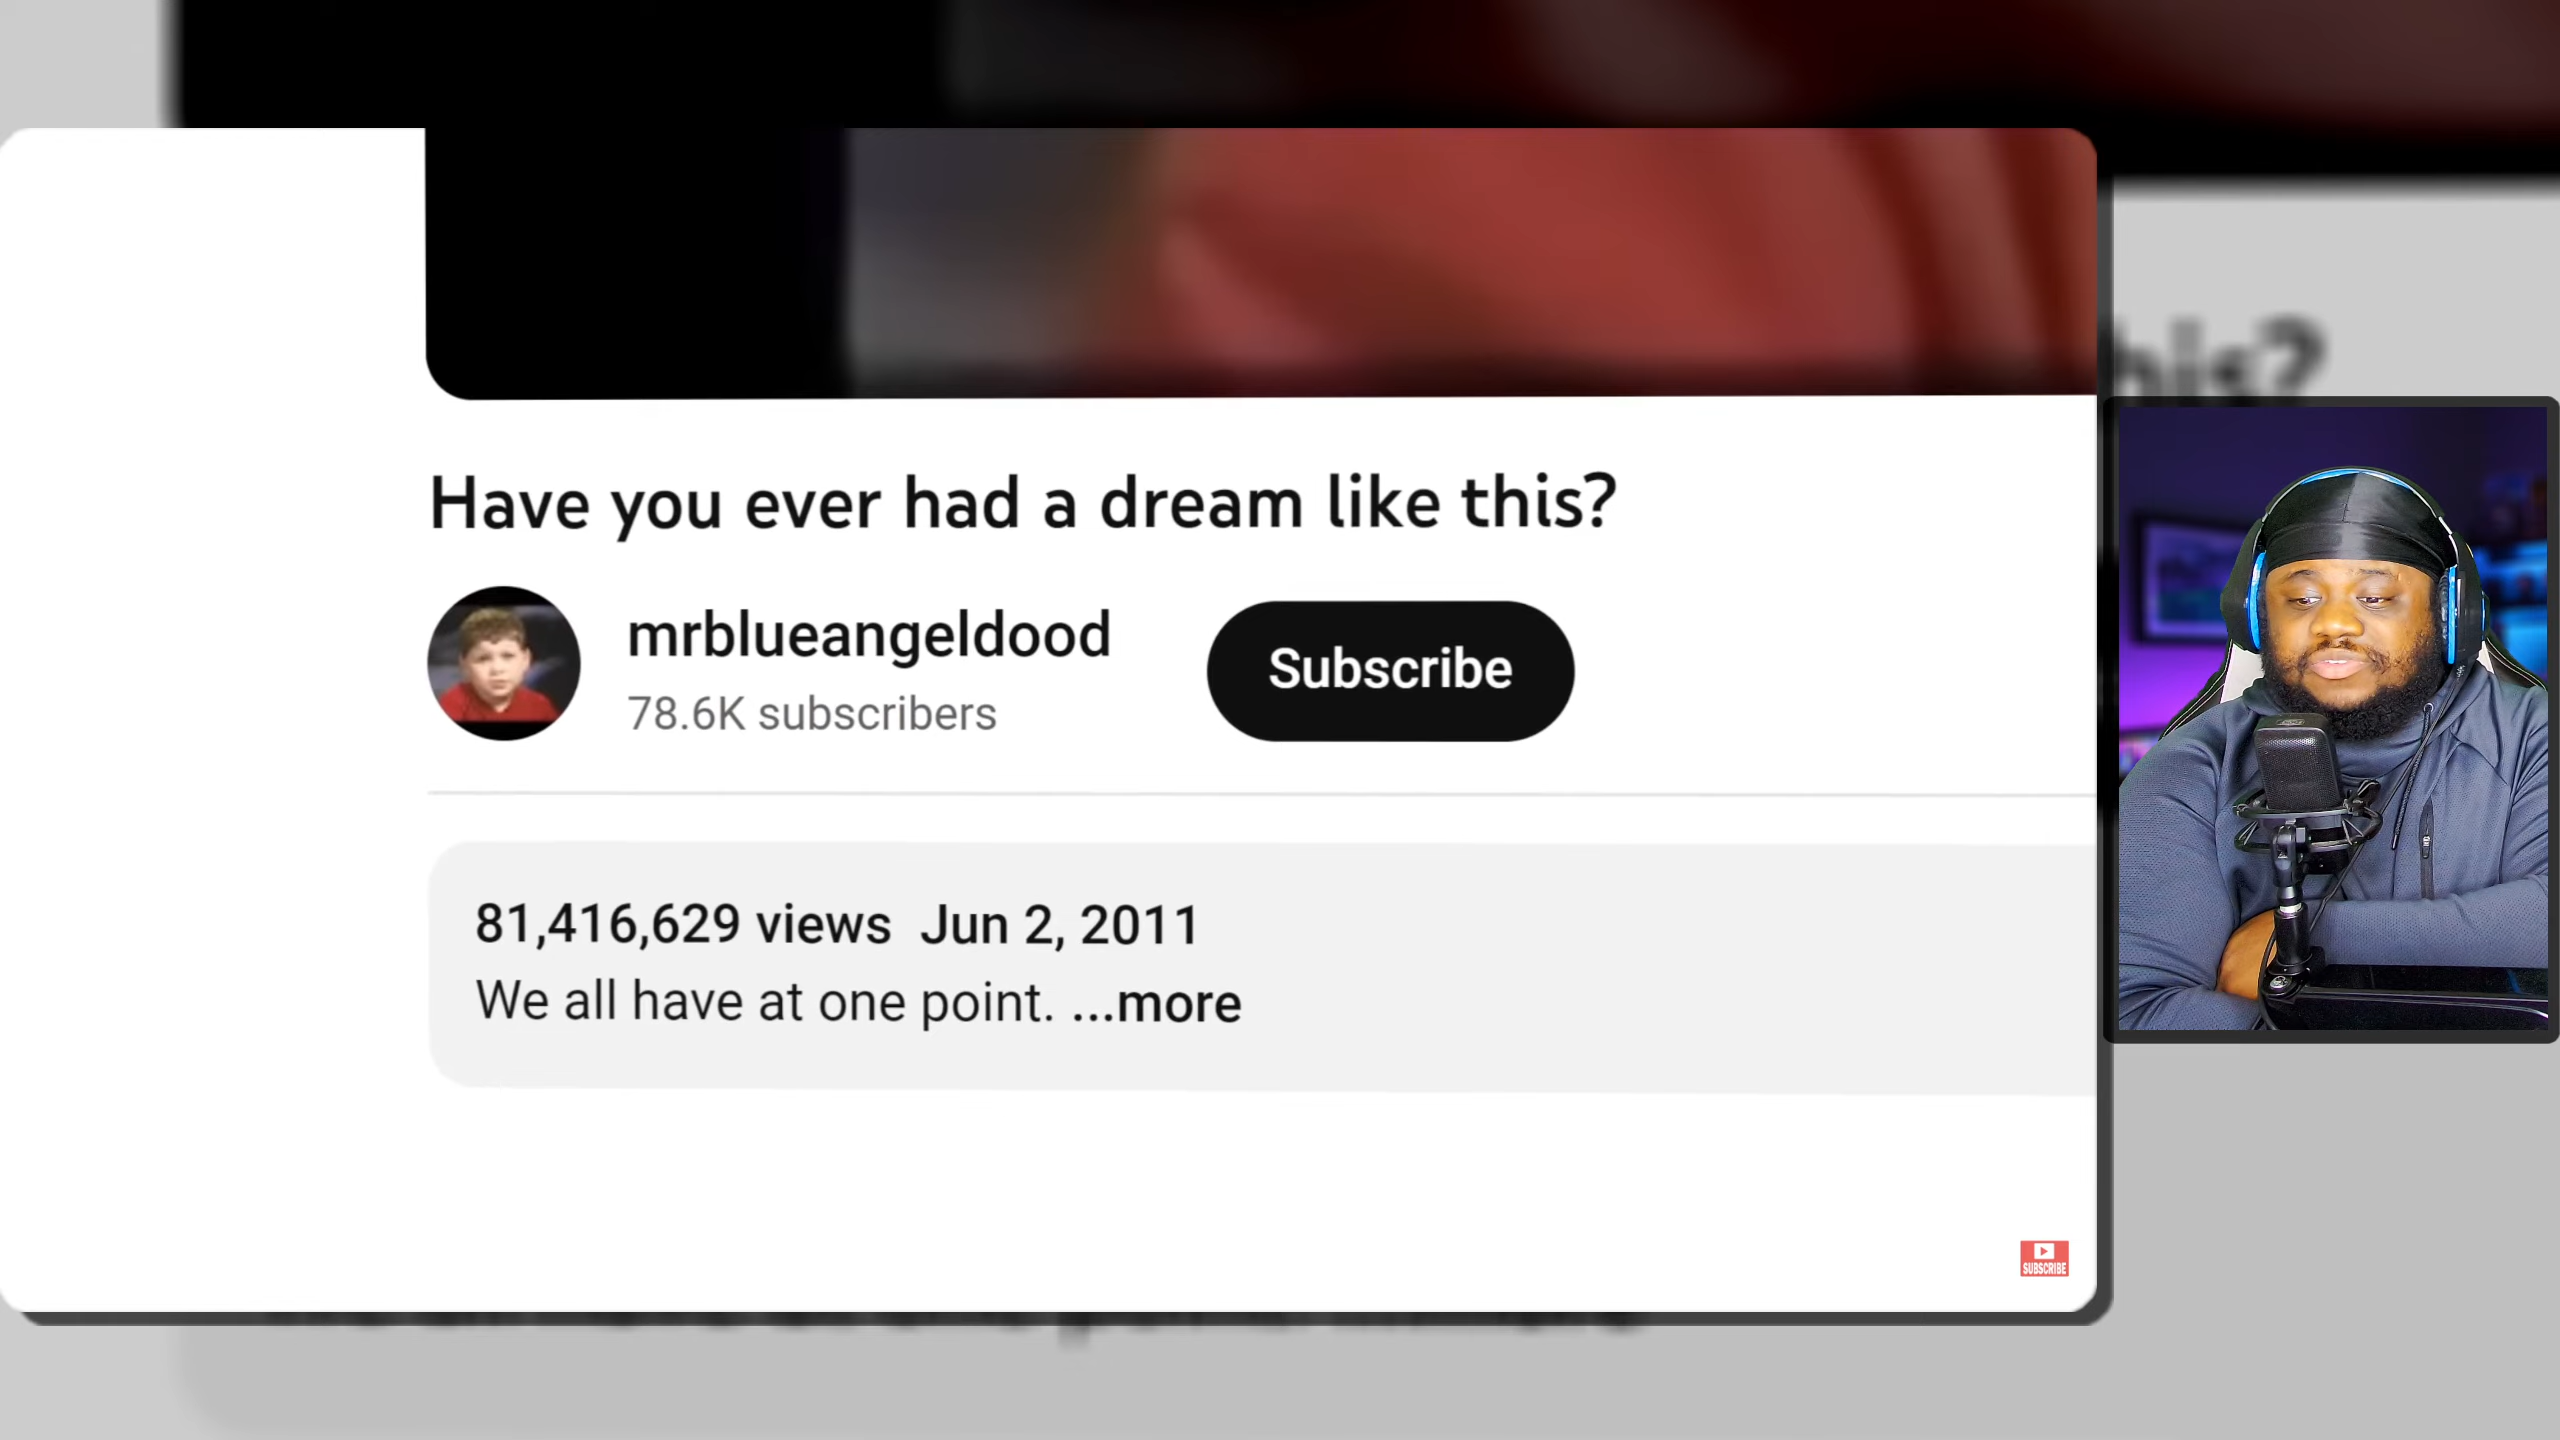 Have you ever had a dream like this?
mrblueangeldood
78.6K subscribers
Subscribe
81,416,629 views Jun 2, 2011
We all have at one point. ...more
his?
SUBSCRIBE